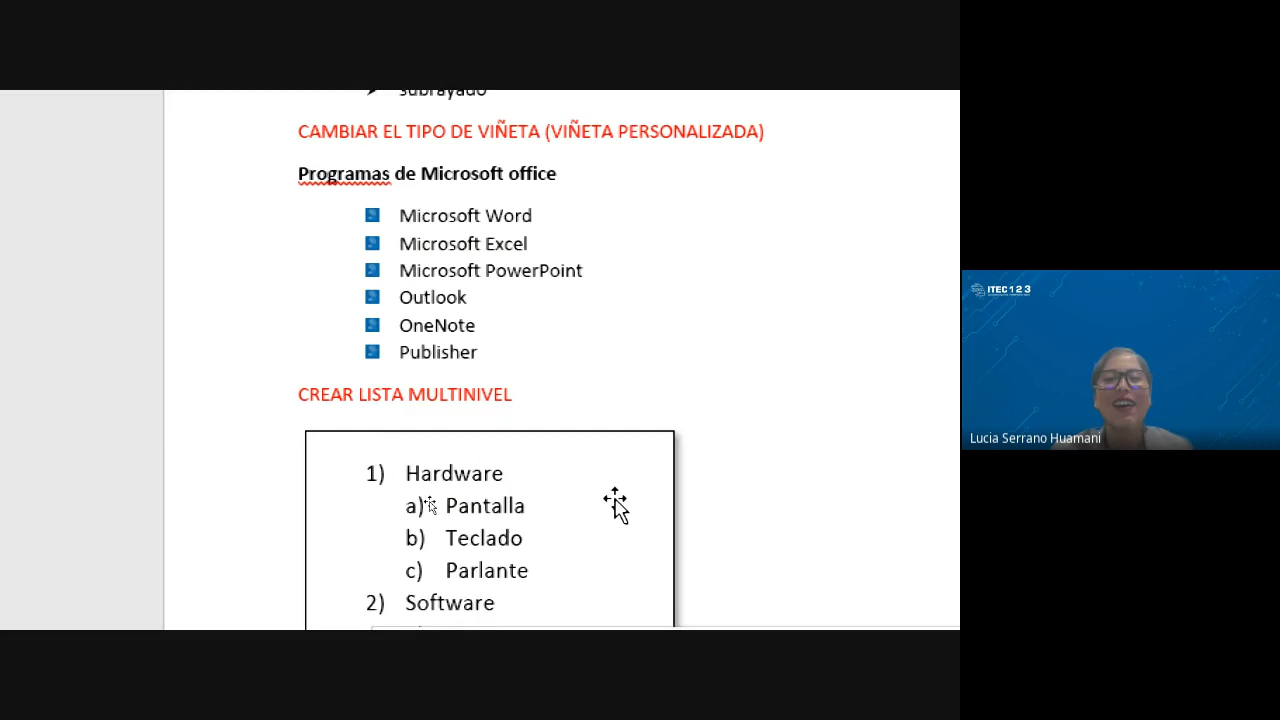 subrayado
CAMBIAR EL TIPO DE VIÑETA (VIÑETA PERSONALIZADA)
Programas de Microsoft office
Microsoft Word
Microsoft Excel
Microsoft PowerPoint
Outlook
OneNote
Publisher
CREAR LISTA MULTINIVEL
1) Hardware
a) Pantalla
b) Teclado
c) Parlante
2) Software
ITEC 1 2 3
Lucia Serrano Huamani